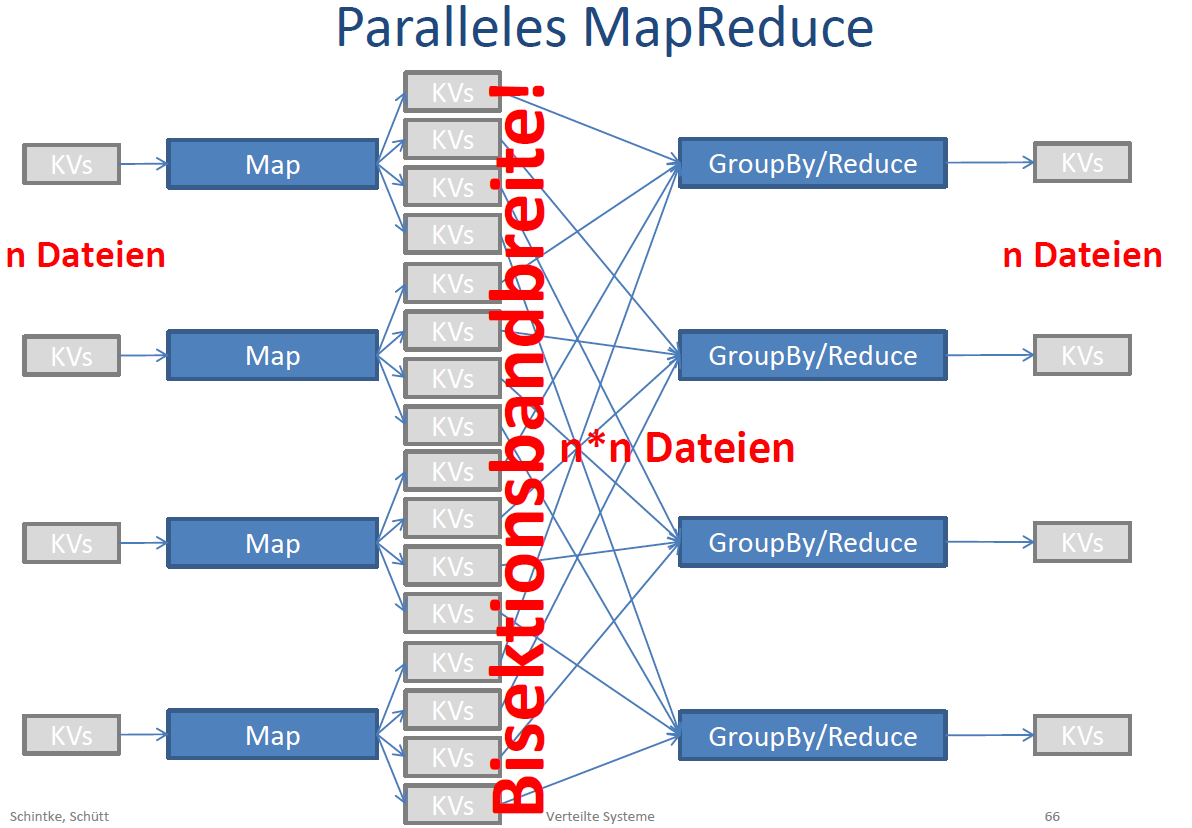 Paralleles MapReduce
KVs
KVs
Map
GroupBy/Reduce
KVs
KVs
KVs
KVs
n Dateien
n Dateien
KVs
KVs
KVs
Map
GroupBy/Reduce
KVs
KVs
KVs
n*n Dateien
Bisektionsbandbreite!
KVs
KVs
KVs
Map
GroupBy/Reduce
KVs
KVs
KVs
KVs
KVs
KVs
Map
GroupBy/Reduce
KVs
KVs
KVs
Schintke, Schütt
Verteilte Systeme
66